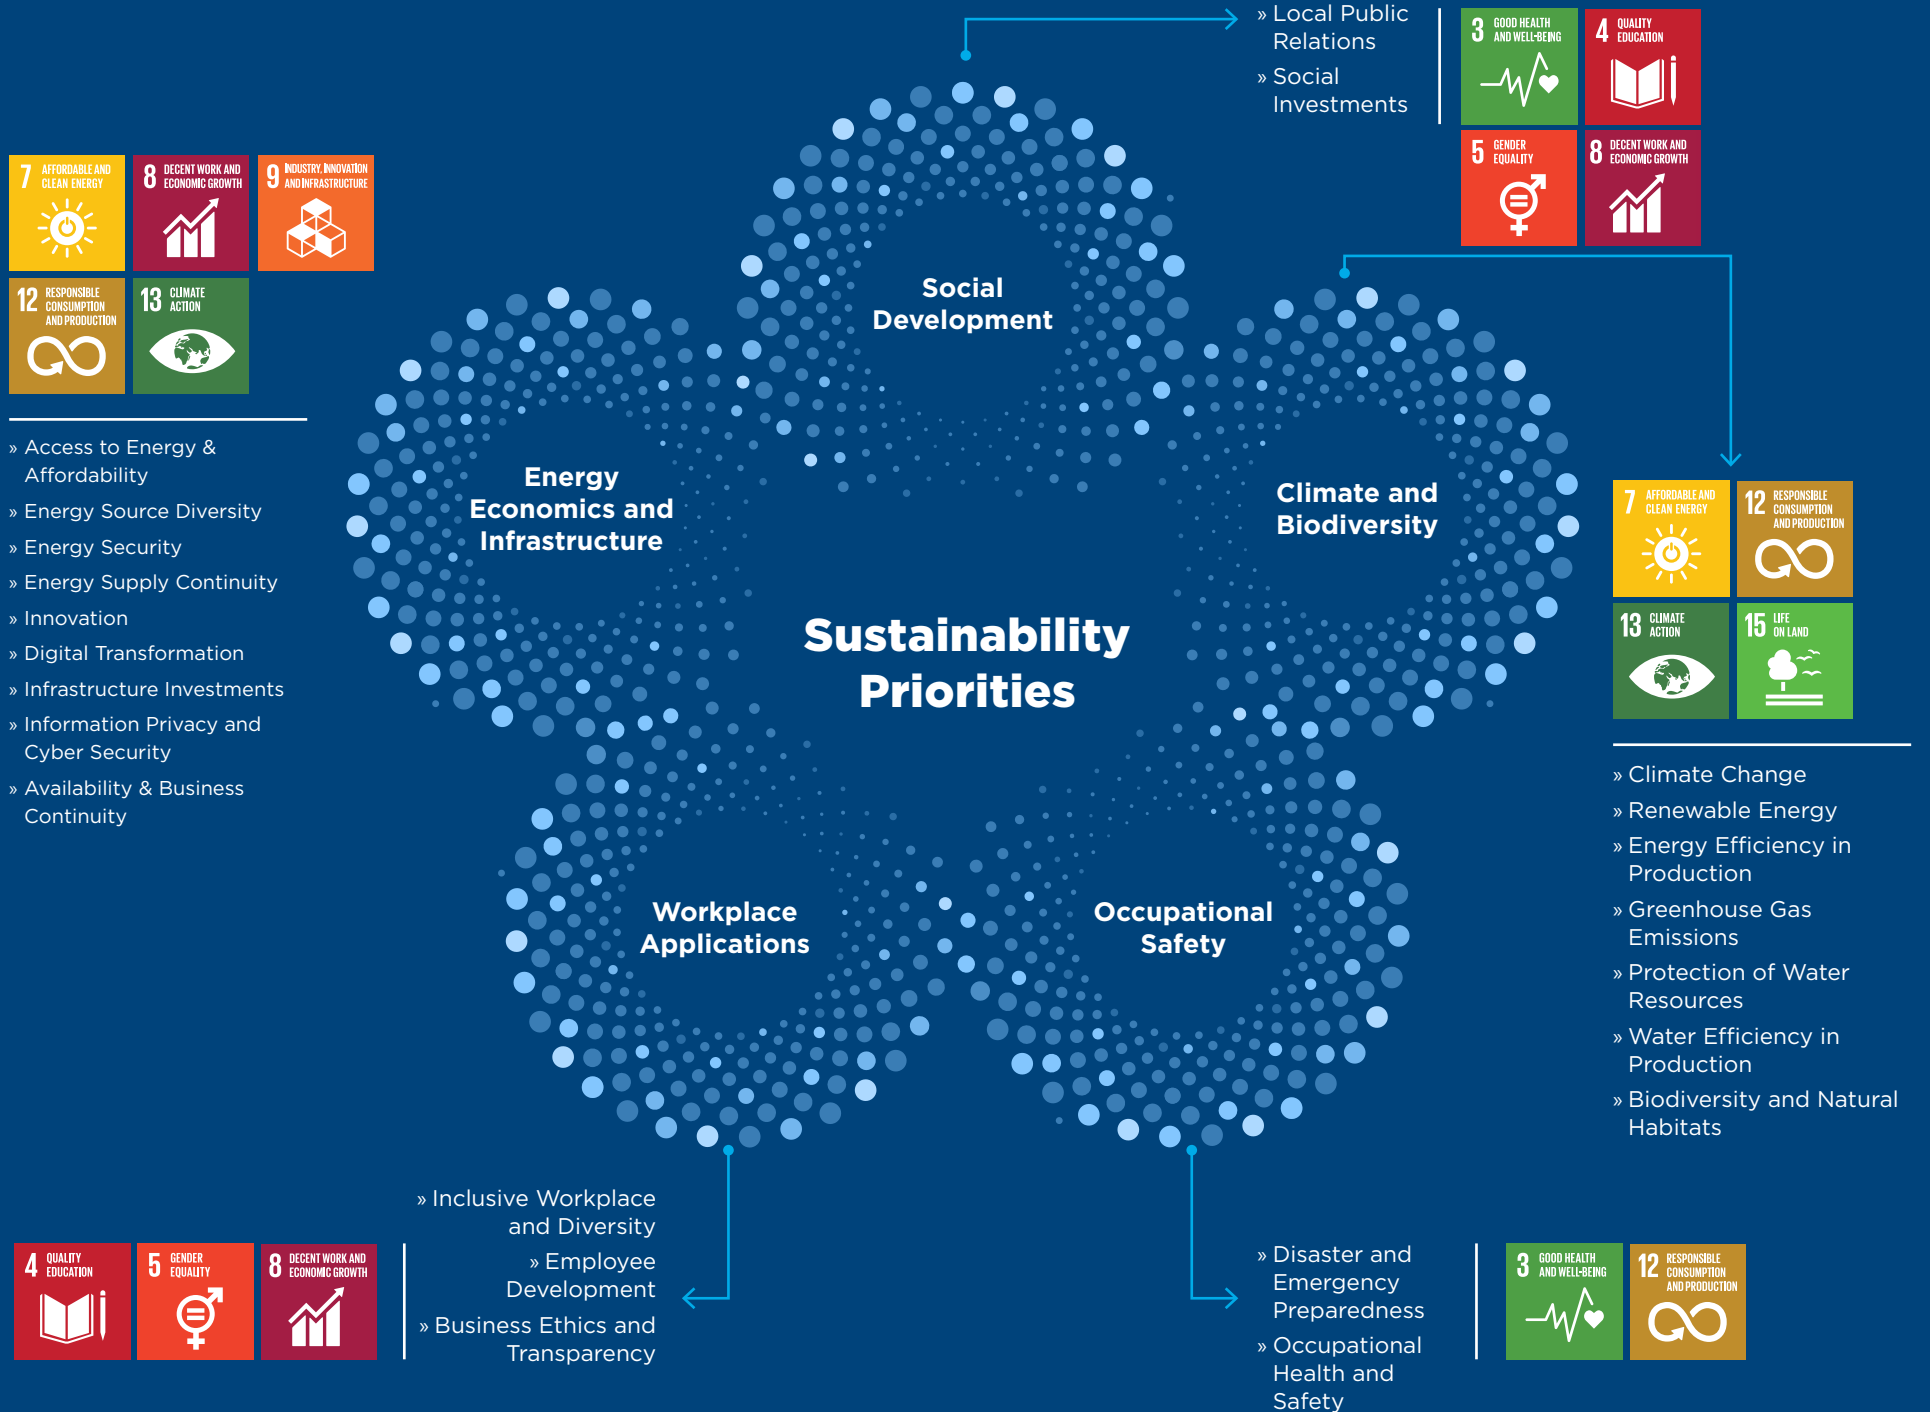 » Local Public
Relations
» Social
Investments
3 GOOD HEALTH
AND WELL-BEING
4 QUALITY
EDUCATION
5 GENDER
EQUALITY
8 DECENT WORK AND
ECONOMIC GROWTH
7 AFFORDABLE AND
CLEAN ENERGY
8 DECENT WORK AND
ECONOMIC GROWTH
9 INDUSTRY, INNOVATION
AND INFRASTRUCTURE
12 RESPONSIBLE
CONSUMPTION
AND PRODUCTION
13 CLIMATE
ACTION
» Access to Energy &
Affordability
» Energy Source Diversity
» Energy Security
» Energy Supply Continuity
» Innovation
» Digital Transformation
» Infrastructure Investments
» Information Privacy and
Cyber Security
» Availability & Business
Continuity
Social
Development
Energy
Economics and
Infrastructure
Climate and
Biodiversity
Sustainability
Priorities
Workplace
Applications
Occupational
Safety
7 AFFORDABLE AND
CLEAN ENERGY
12 RESPONSIBLE
CONSUMPTION
AND PRODUCTION
13 CLIMATE
ACTION
15 LIFE
ON LAND
» Climate Change
» Renewable Energy
» Energy Efficiency in
Production
» Greenhouse Gas
Emissions
» Protection of Water
Resources
» Water Efficiency in
Production
» Biodiversity and Natural
Habitats
4 QUALITY
EDUCATION
5 GENDER
EQUALITY
8 DECENT WORK AND
ECONOMIC GROWTH
» Inclusive Workplace
and Diversity
» Employee
Development
» Business Ethics and
Transparency
» Disaster and
Emergency
Preparedness
» Occupational
Health and
Safety
3 GOOD HEALTH
AND WELL-BEING
12 RESPONSIBLE
CONSUMPTION
AND PRODUCTION